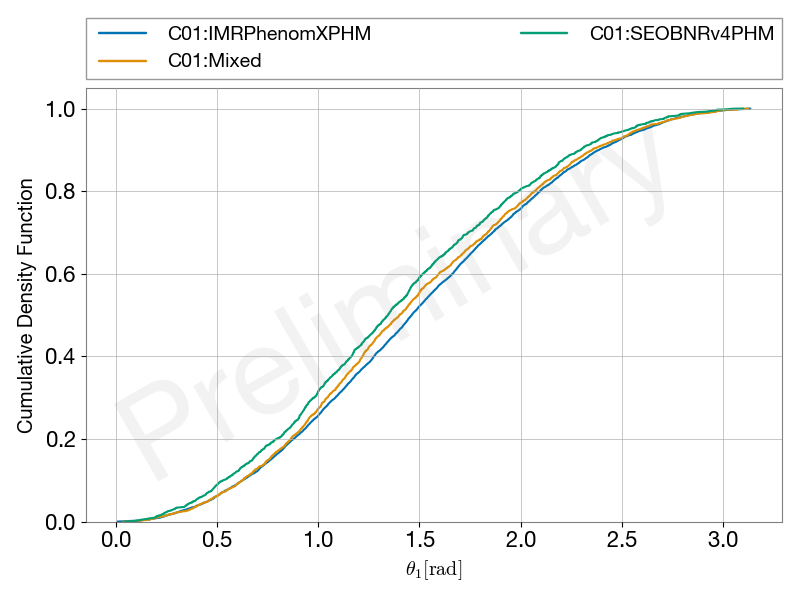 C01:IMRPhenomXPHM
C01:Mixed
C01:SEOBNRv4PHM
Cumulative Density Function
1.0
0.8
0.6
0.4
0.2
0.0
Preliminary
0.0 0.5 1.0 1.5 2.0 2.5 3.0
θ₁[rad]